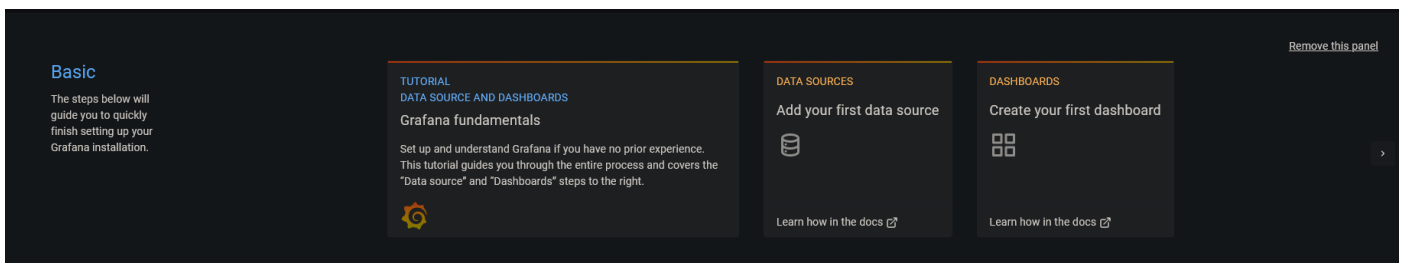 Remove this panel
Basic
The steps below will
guide you to quickly
finish setting up your
Grafana installation.
TUTORIAL
DATA SOURCE AND DASHBOARDS
Grafana fundamentals
Set up and understand Grafana if you have no prior experience.
This tutorial guides you through the entire process and covers the
“Data source” and “Dashboards” steps to the right.
DATA SOURCES
Add your first data source
Learn how in the docs
DASHBOARDS
Create your first dashboard
Learn how in the docs